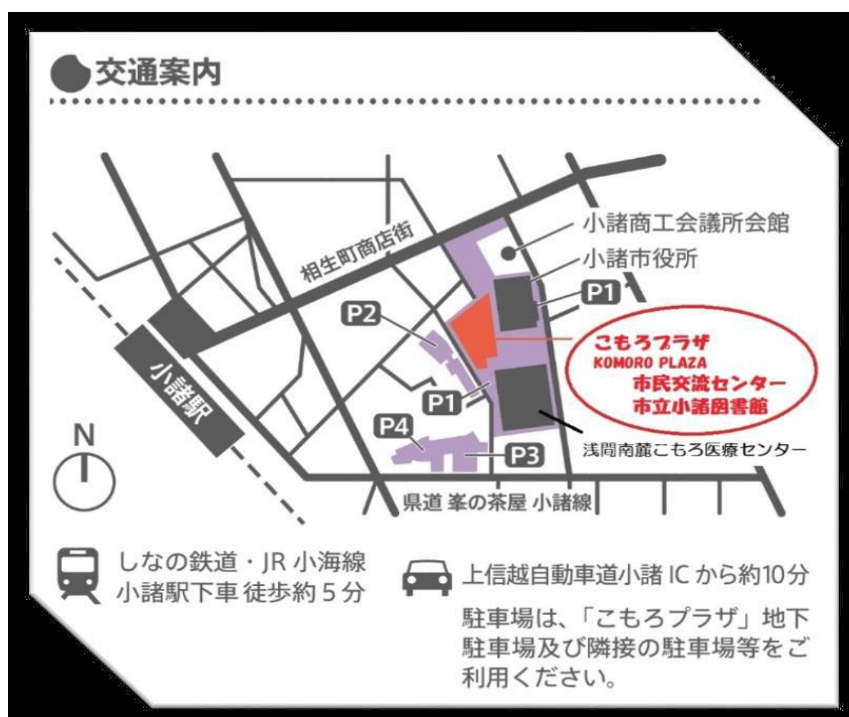 交通案内
相生町商店街
小諸商工会議所会館
小諸市役所
P1
P2
こもろプラザ
KOMORO PLAZA
市民交流センター
市立小諸図書館
小諸駅
P1
P4
P3
浅間南麓こもろ医療センター
N
県道 峯の茶屋 小諸線
しなの鉄道・JR 小海線
小諸駅下車 徒歩約 5 分
上信越自動車道小諸 IC から約10分
駐車場は、「こもろプラザ」地下
駐車場及び隣接の駐車場等をご
利用ください。